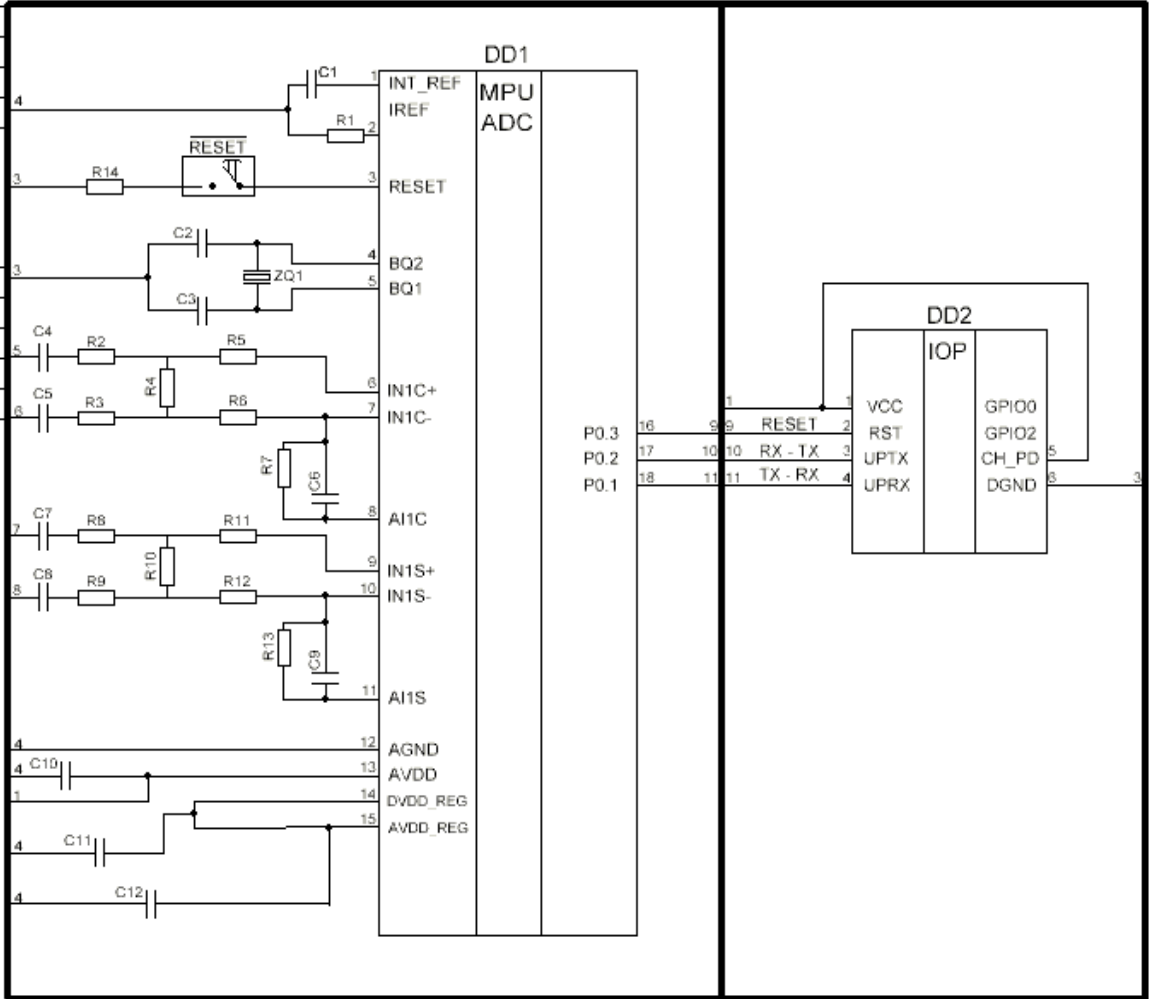 DD1
C1
1
INT_REF
MPU
ADC
4
IREF
R1
2
RESET
R14
3
3
RESET
C2
4
BQ2
3
ZQ1
5
BQ1
C3
C4
R2
R5
5
R4
6
IN1C+
C5
R3
R6
6
7
IN1C-
R7
C6
8
AI1C
C7
R8
R11
7
R10
9
IN1S+
C8
R9
R12
8
10
IN1S-
R13
C9
11
AI1S
4
12
AGND
C10
4
13
AVDD
1
14
DVDD_REG
15
AVDD_REG
C11
4
C12
4
P0.3
16
9
P0.2
17
10
P0.1
18
11
DD2
IOP
1
1
VCC
GPIO0
9
RESET
2
RST
GPIO2
10
RX - TX
3
UPTX
CH_PD
5
11
TX - RX
4
UPRX
DGND
6
3